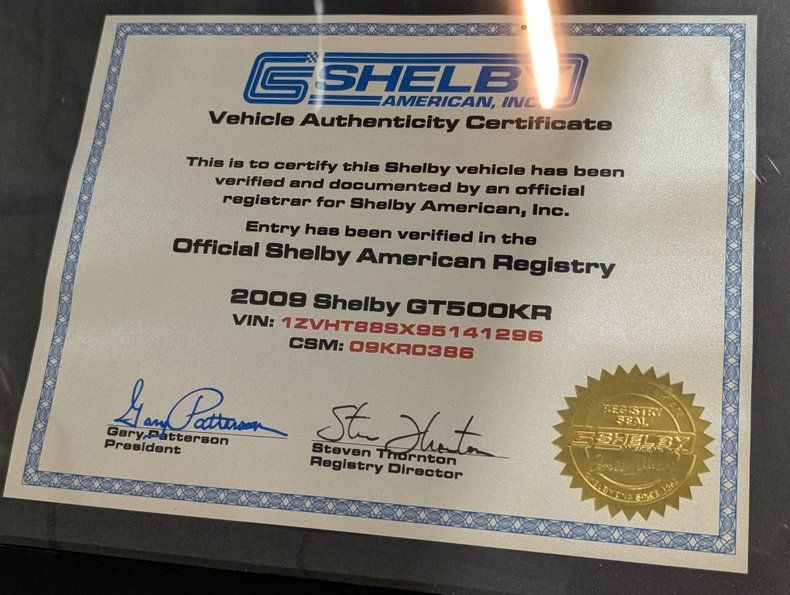 SHELBY
AMERICAN, INC.
Vehicle Authenticity Certificate
This is to certify this Shelby vehicle has been
verified and documented by an official
registrar for Shelby American, Inc.
Entry has been verified in the
Official Shelby American Registry
2009 Shelby GT500KR
VIN: 1ZVHT88SX95141296
CSM: 09KR0386
Gary Patterson
Gary Patterson
President
Steven Thornton
Steven Thornton
Registry Director
REGISTRY
SEAL
SHELBY
SINCE 1962